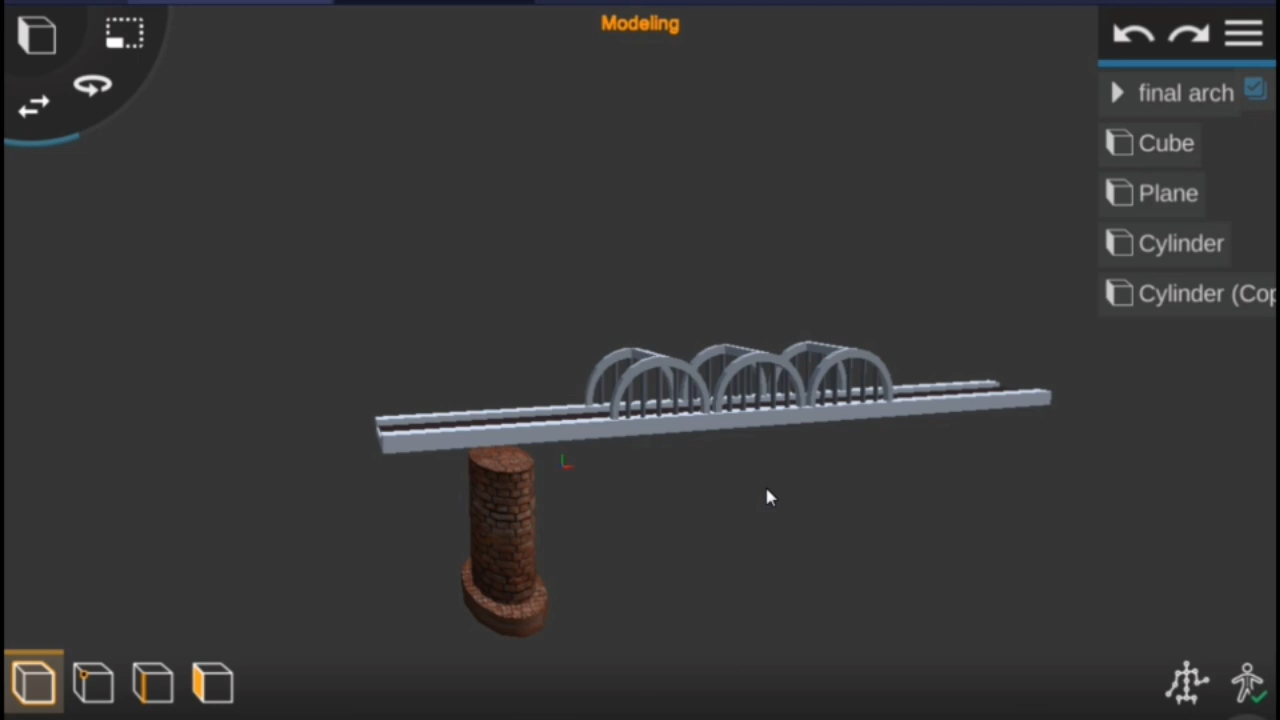 Modeling
final arch
Cube
Plane
Cylinder
Cylinder (Cop